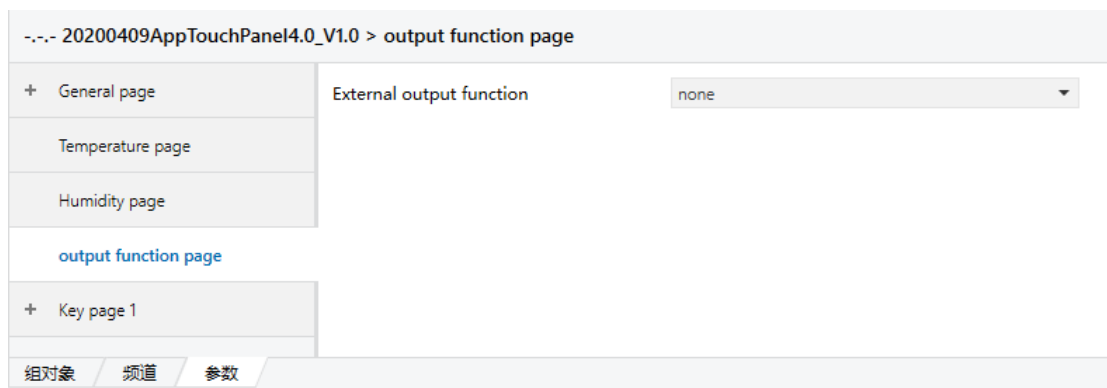 -.-.- 20200409AppTouchPanel4.0_V1.0 > output function page
+ General page
External output function none
Temperature page
Humidity page
output function page
+ Key page 1
组对象 频道 参数